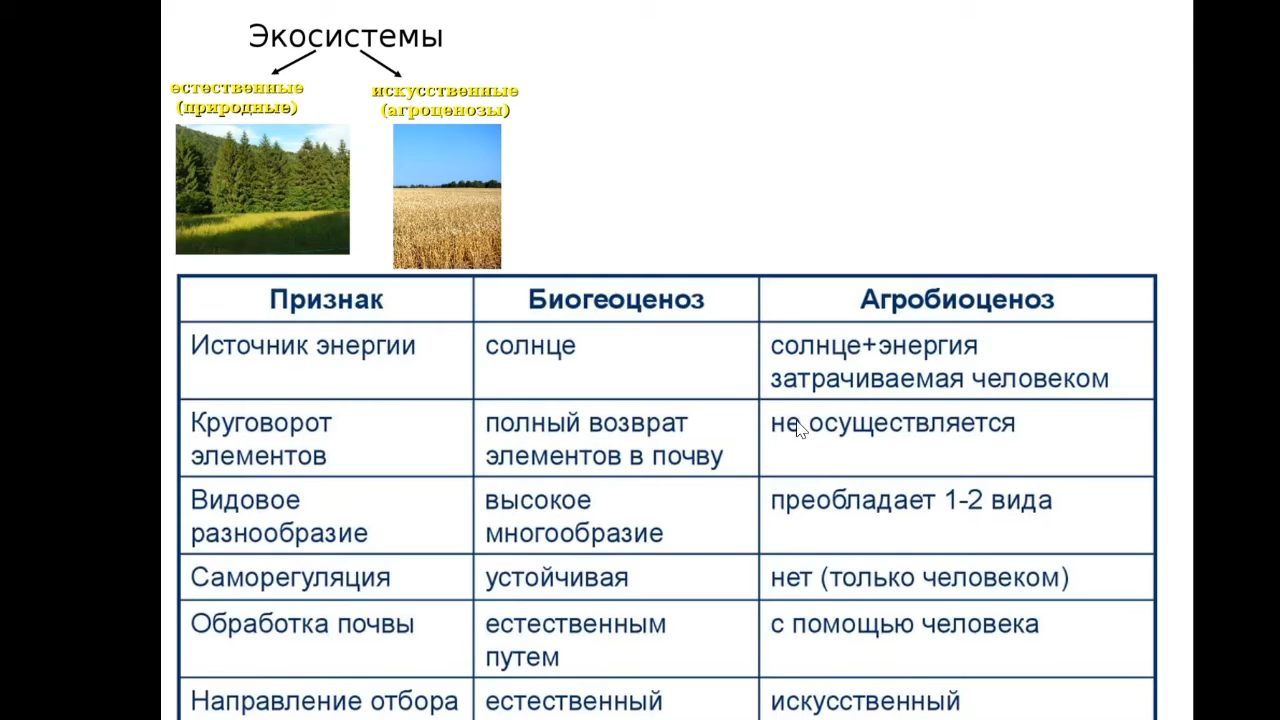 Экосистемы
естественные
(природные)
искусственные
(агроценозы)
Признак
Биогеоценоз
Агробиоценоз
Источник энергии
солнце
солнце+энергия
затрачиваемая человеком
Круговорот
элементов
полный возврат
элементов в почву
не осуществляется
Видовое
разнообразие
высокое
многообразие
преобладает 1-2 вида
Саморегуляция
устойчивая
нет (только человеком)
Обработка почвы
естественным
путем
с помощью человека
Направление отбора
естественный
искусственный